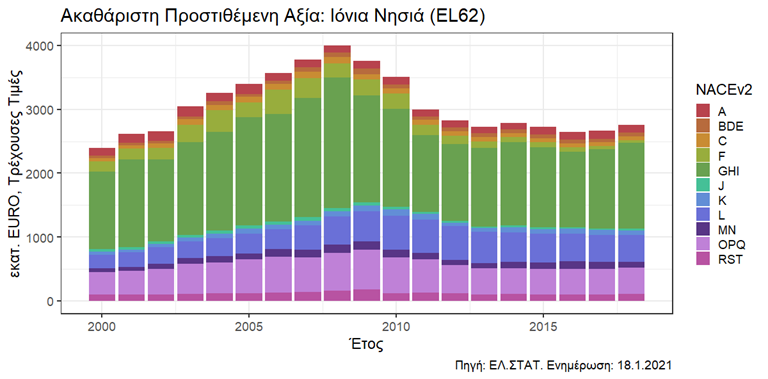 Ακαθάριστη Προστιθέμενη Αξία: Ιόνια Νησιά (EL62)
εκατ. EURO, Τρέχουσες Τιμές
4000
3000
2000
1000
0
2000
2005
2010
2015
Έτος
NACEv2
A
BDE
C
F
GHI
J
K
L
MN
OPQ
RST
Πηγή: ΕΛ.ΣΤΑΤ. Ενημέρωση: 18.1.2021